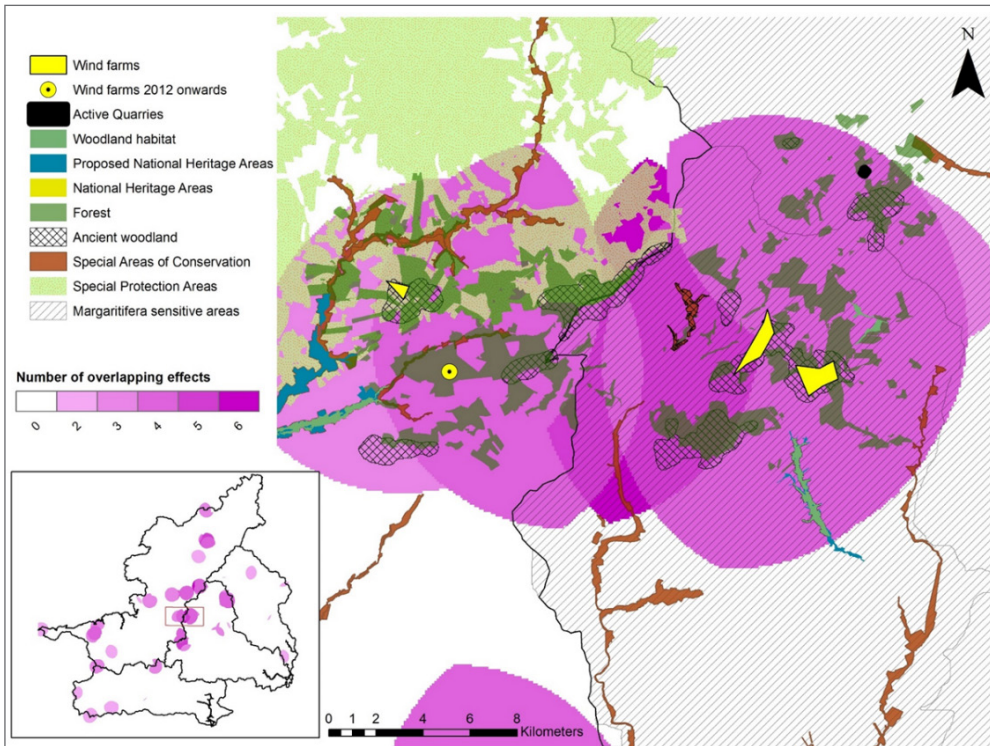 N
Wind farms
Wind farms 2012 onwards
Active Quarries
Woodland habitat
Proposed National Heritage Areas
National Heritage Areas
Forest
Ancient woodland
Special Areas of Conservation
Special Protection Areas
Margaritifera sensitive areas
Number of overlapping effects
0 2 3 4 5 6
0 1 2 4 6 8
Kilometers